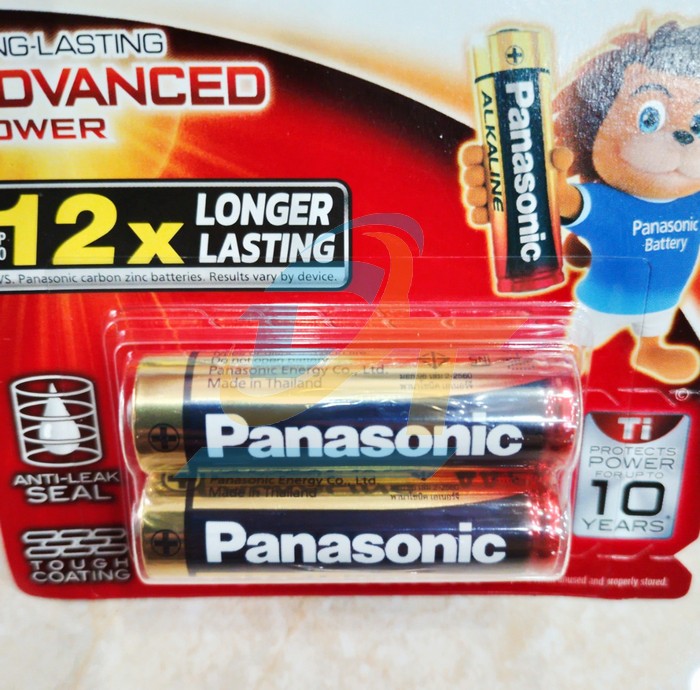 NG-LASTING
DVANCED
OWER
12x LONGER
LASTING
VS. Panasonic carbon zinc batteries. Results vary by device.
Panasonic
ALKALINE
Panasonic
Battery
Panasonic Energy Co., Ltd.
Made in Thailand
Panasonic
Panasonic Energy Co., Ltd.
Made in Thailand
Panasonic
ANTI-LEAK
SEAL
TOUGH
COATING
Ti
PROTECTS
POWER
FOR UP TO
10
YEARS*
used and properly stored.